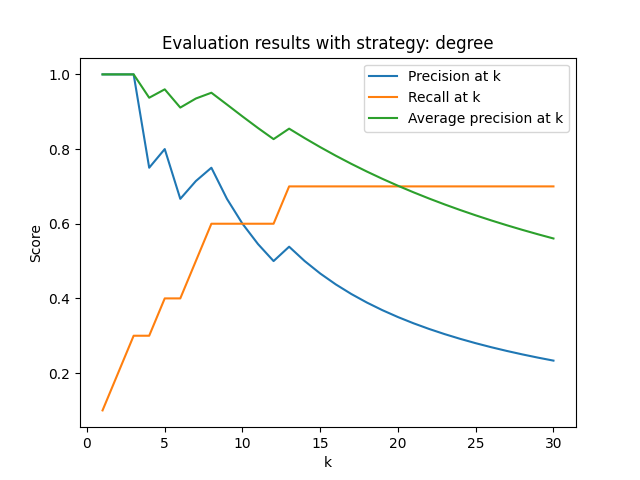 Evaluation results with strategy: degree
Precision at k
Recall at k
Average precision at k
Score
1.0
0.8
0.6
0.4
0.2
0 5 10 15 20 25 30
k